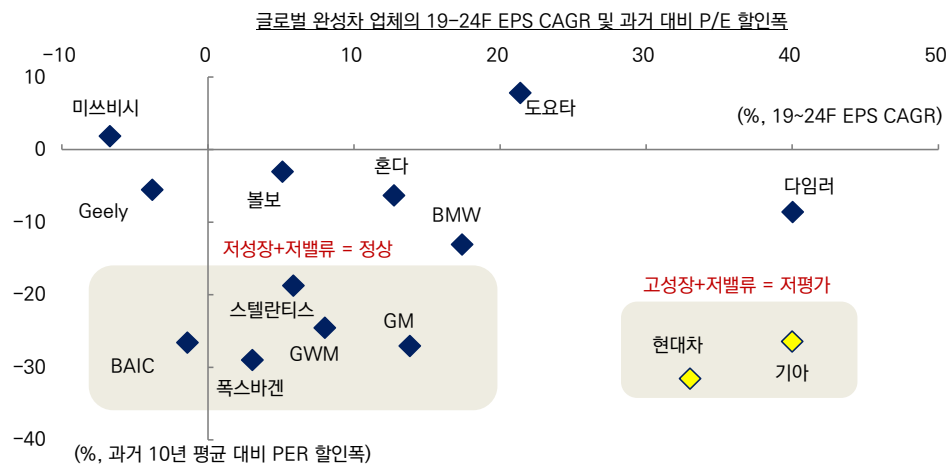 글로벌 완성차 업체의 19-24F EPS CAGR 및 과거 대비 P/E 할인폭
-10 0 10 20 30 40 50
10
미쓰비시
도요타
(%, 19~24F EPS CAGR)
0
혼다
볼보
다임러
Geely
BMW
-10
저성장+저밸류 = 정상
고성장+저밸류 = 저평가
-20
스텔란티스
GM
GWM
현대차
BAIC
기아
-30
폭스바겐
-40
(%, 과거 10년 평균 대비 PER 할인폭)